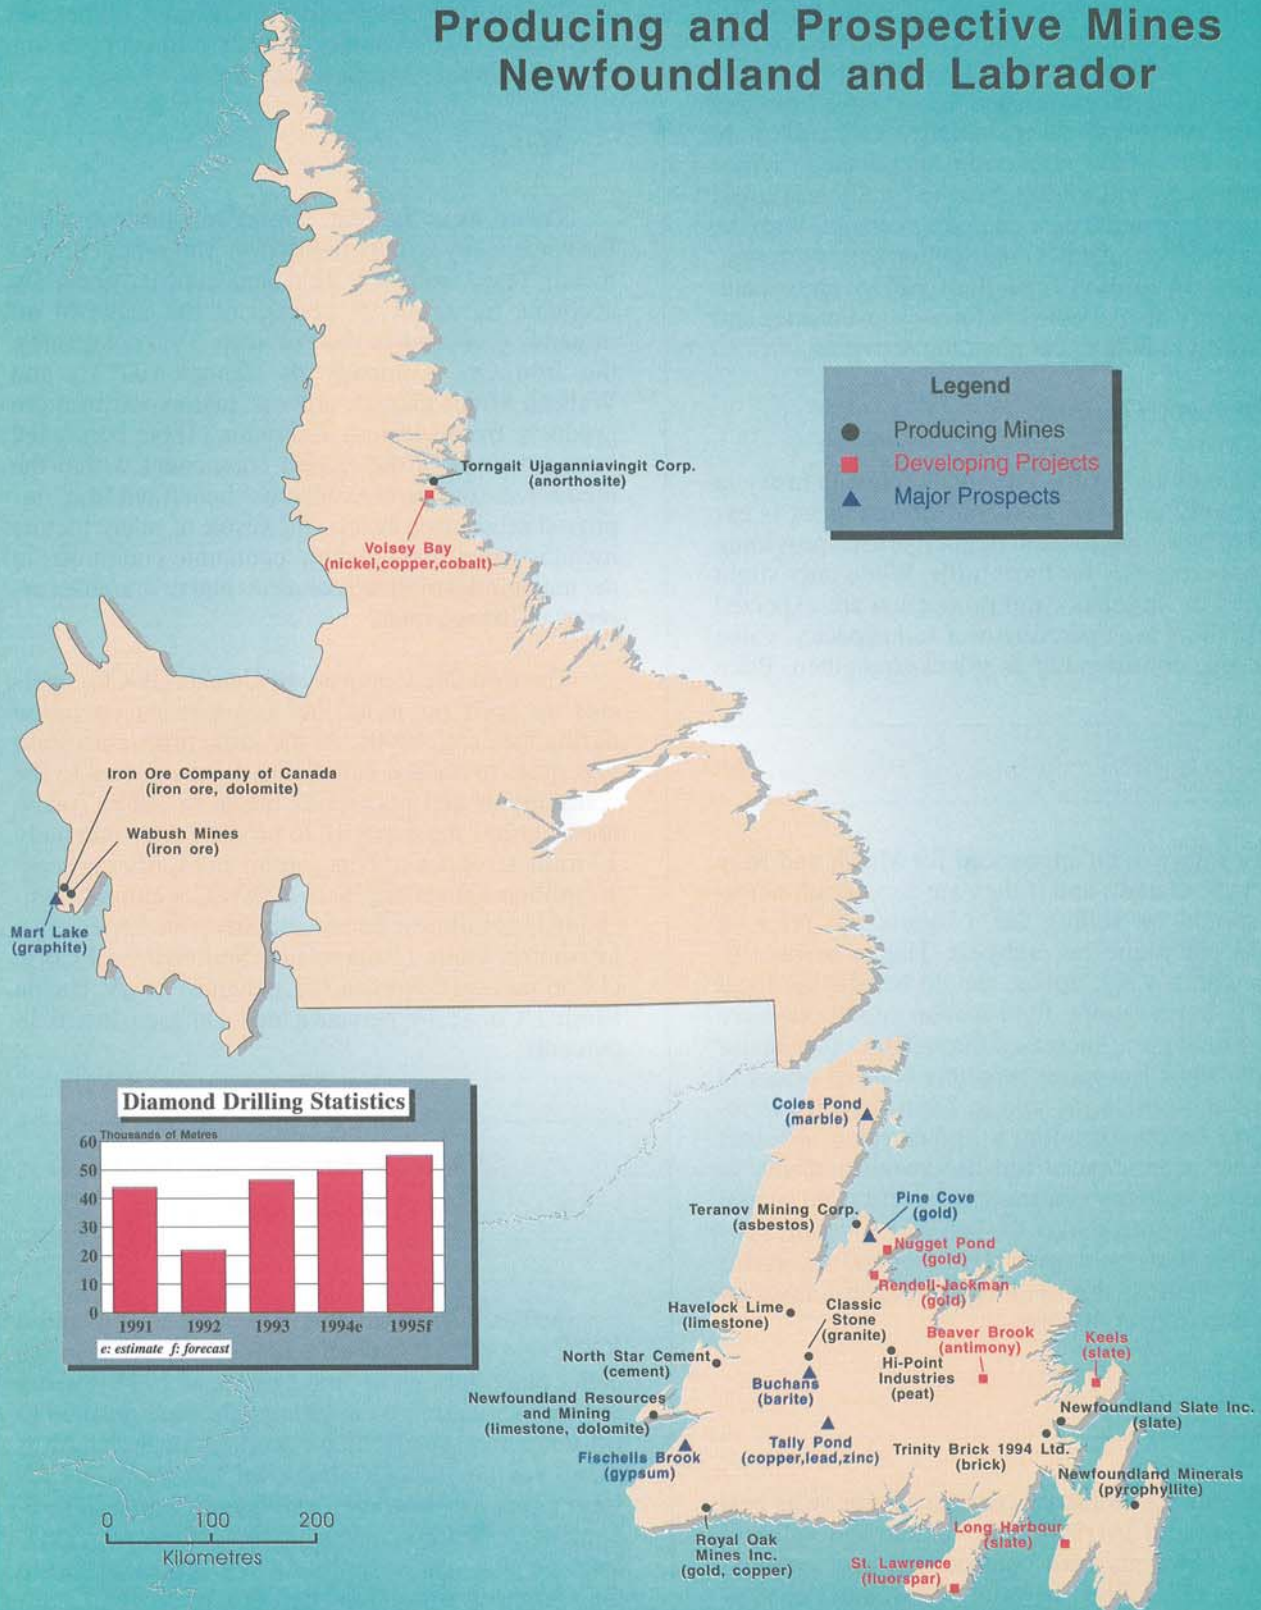 Producing and Prospective Mines
Newfoundland and Labrador
Legend
Producing Mines
Developing Projects
Major Prospects
Torngait Ujaganniavingit Corp.
(anorthosite)
Voisey Bay
(nickel,copper,cobalt)
Iron Ore Company of Canada
(iron ore, dolomite)
Wabush Mines
(iron ore)
Mart Lake
(graphite)
Diamond Drilling Statistics
Thousands of Metres
60
50
40
30
20
10
0
1991 1992 1993 1994e 1995f
e: estimate f: forecast
Coles Pond
(marble)
Pine Cove
(gold)
Teranov Mining Corp.
(asbestos)
Nugget Pond
(gold)
Rendell-Jackman
(gold)
Havelock Lime
(limestone)
Classic
Stone
(granite)
Beaver Brook
(antimony)
Keels
(slate)
North Star Cement
(cement)
Hi-Point
Industries
(peat)
Buchans
(barite)
Newfoundland Resources
and Mining
(limestone, dolomite)
Newfoundland Slate Inc.
(slate)
Fischells Brook
(gypsum)
Tally Pond
(copper,lead,zinc)
Trinity Brick 1994 Ltd.
(brick)
Newfoundland Minerals
(pyrophyllite)
Royal Oak
Mines Inc.
(gold, copper)
Long Harbour
(slate)
St. Lawrence
(fluorspar)
0 100 200
Kilometres